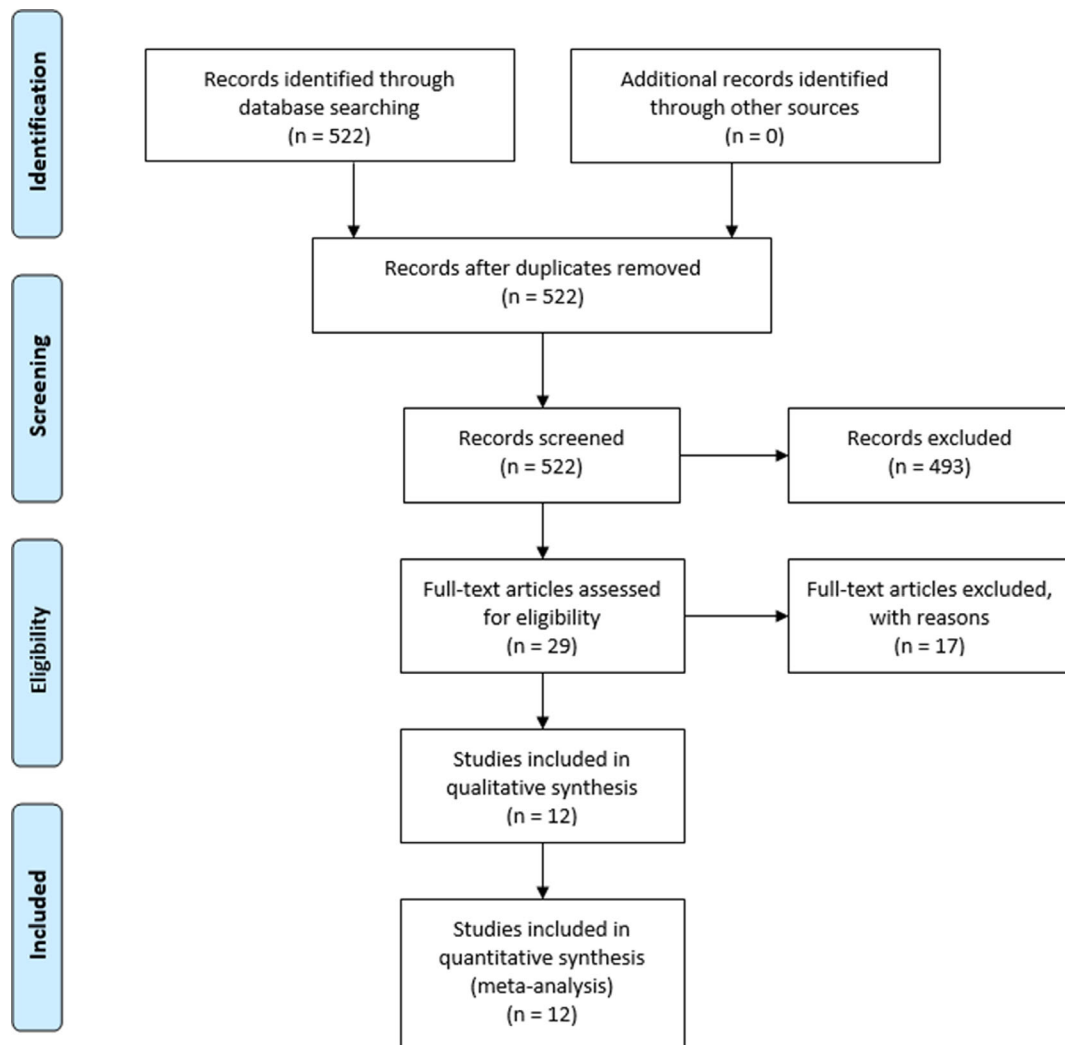 Identification
Records identified through
database searching
(n = 522)
Additional records identified
through other sources
(n = 0)
Records after duplicates removed
(n = 522)
Screening
Records screened
(n = 522)
Records excluded
(n = 493)
Eligibility
Full-text articles assessed
for eligibility
(n = 29)
Full-text articles excluded,
with reasons
(n = 17)
Studies included in
qualitative synthesis
(n = 12)
Included
Studies included in
quantitative synthesis
(meta-analysis)
(n = 12)